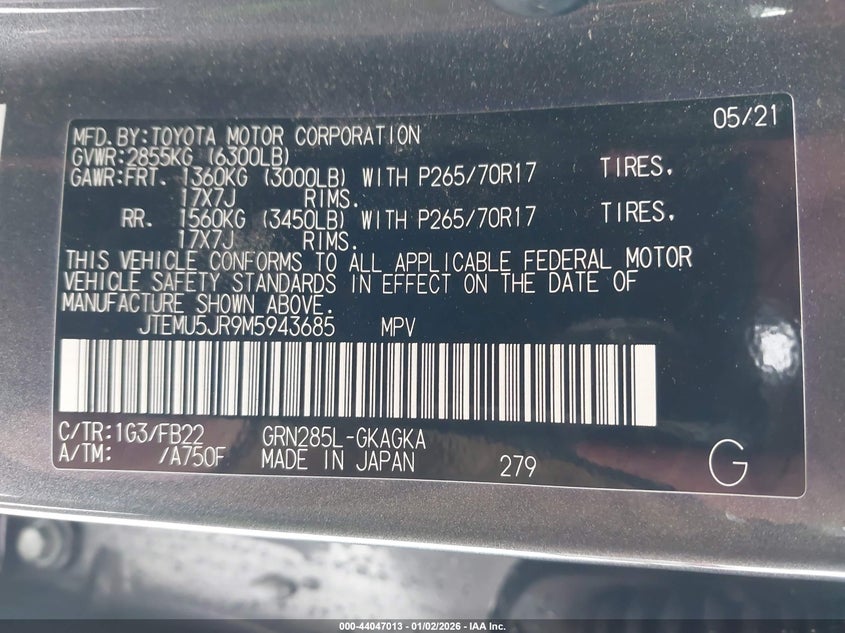 05/21
MFD.BY:TOYOTA MOTOR CORPORATION
GVWR:2855KG (6300LB)
GAWR:FRT. 1360KG (3000LB) WITH P265/70R17 TIRES,
17X7J RIMS.
RR. 1560KG (3450LB) WITH P265/70R17 TIRES,
17X7J RIMS.
THIS VEHICLE CONFORMS TO ALL APPLICABLE FEDERAL MOTOR
VEHICLE SAFETY STANDARDS IN EFFECT ON THE DATE OF
MANUFACTURE SHOWN ABOVE.
JTEMU5JR9M5943685 MPV
C/TR:1G3/FB22 GRN285L-GKAGKA
A/TM: /A750F MADE IN JAPAN 279 G
000-44047013 - 01/02/2026 - IAA Inc.